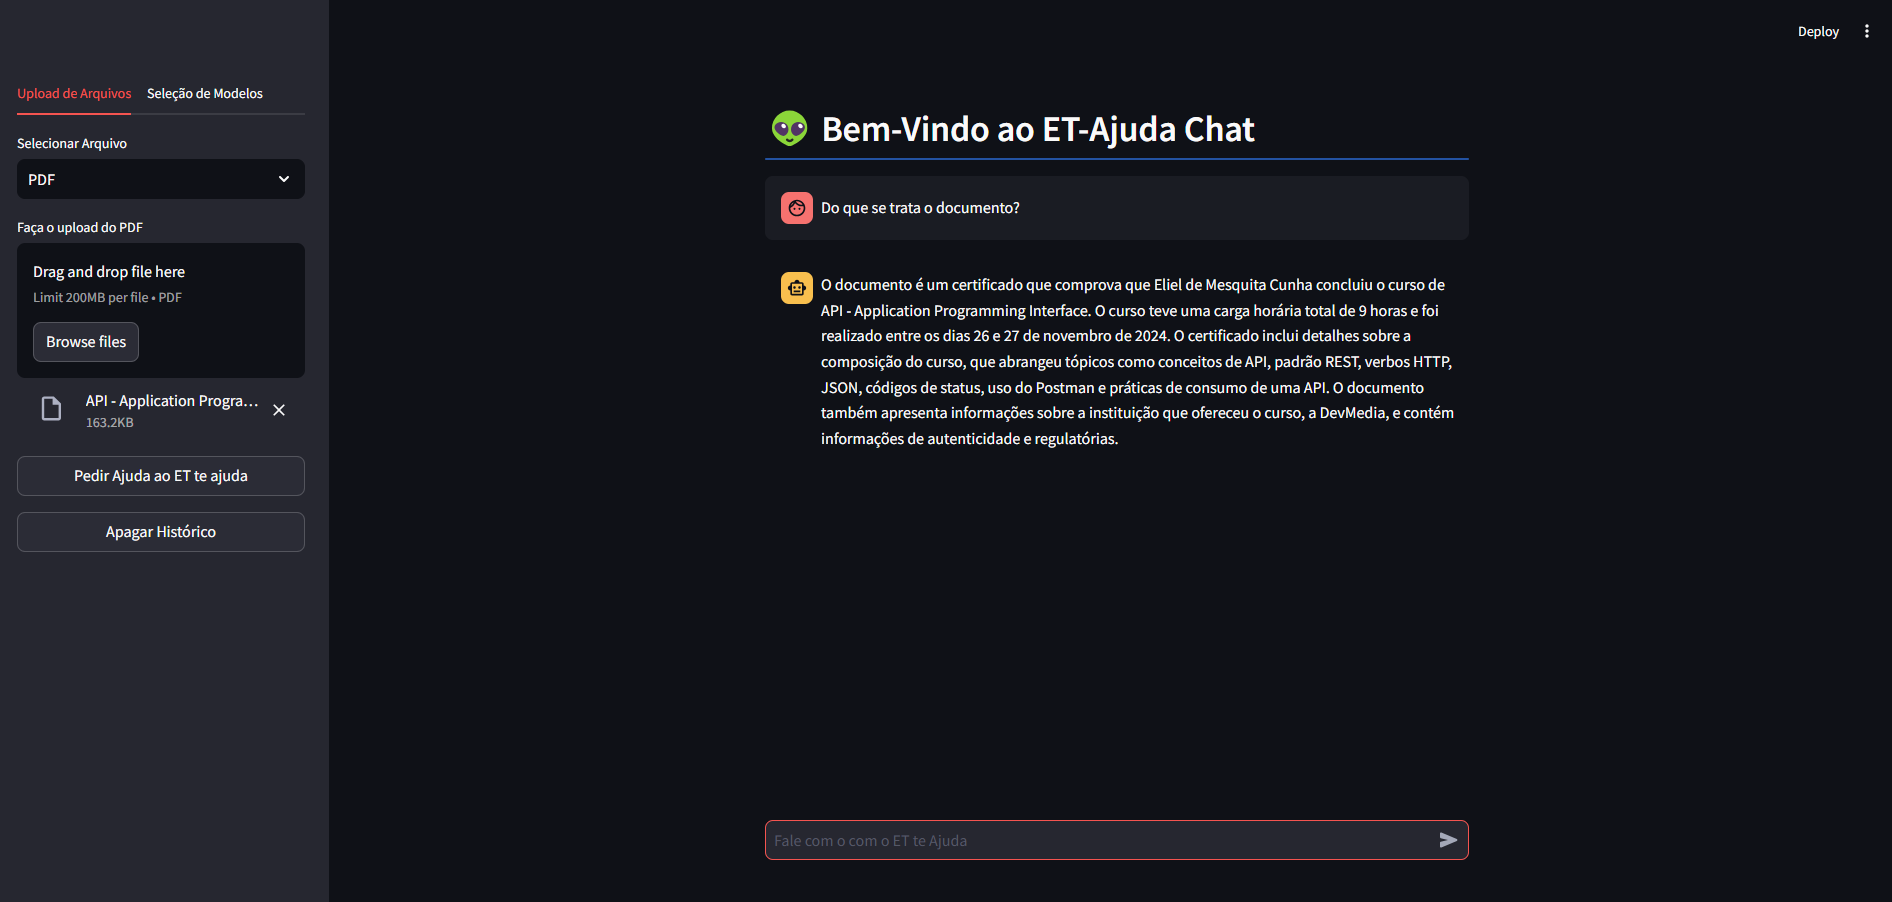 Deploy
Upload de Arquivos
Seleção de Modelos
Selecionar Arquivo
PDF
Faça o upload do PDF
Drag and drop file here
Limit 200MB per file • PDF
Browse files
API - Application Progra...
163.2KB
Pedir Ajuda ao ET te ajuda
Apagar Histórico
Bem-Vindo ao ET-Ajuda Chat
Do que se trata o documento?
O documento é um certificado que comprova que Eliel de Mesquita Cunha concluiu o curso de
API - Application Programming Interface. O curso teve uma carga horária total de 9 horas e foi
realizado entre os dias 26 e 27 de novembro de 2024. O certificado inclui detalhes sobre a
composição do curso, que abrangeu tópicos como conceitos de API, padrão REST, verbos HTTP,
JSON, códigos de status, uso do Postman e práticas de consumo de uma API. O documento
também apresenta informações sobre a instituição que ofereceu o curso, a DevMedia, e contém
informações de autenticidade e regulatórias.
Fale com o com o ET te Ajuda